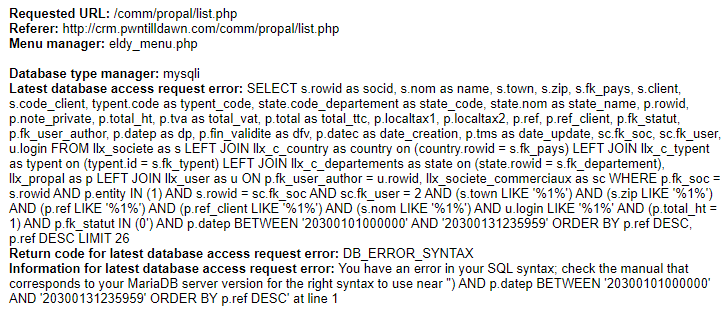 Requested URL: /comm/propal/list.php
Referer: http://crm.pwntilldawn.com/comm/propal/list.php
Menu manager: eldy_menu.php
Database type manager: mysqli
Latest database access request error: SELECT s.rowid as socid, s.nom as name, s.town, s.zip, s.fk_pays, s.client,
s.code_client, typent.code as typent_code, state.code_departement as state_code, state.nom as state_name, p.rowid,
p.note_private, p.total_ht, p.tva as total_vat, p.total as total_ttc, p.localtax1, p.localtax2, p.ref, p.ref_client, p.fk_statut,
p.fk_user_author, p.datep as dp, p.fin_validite as dfv, p.datec as date_creation, p.tms as date_update, sc.fk_soc, sc.fk_user,
u.login FROM llx_societe as s LEFT JOIN llx_c_country as country on (country.rowid = s.fk_pays) LEFT JOIN llx_c_typent
as typent on (typent.id = s.fk_typent) LEFT JOIN llx_c_departements as state on (state.rowid = s.fk_departement),
llx_propal as p LEFT JOIN llx_user as u ON p.fk_user_author = u.rowid, llx_societe_commerciaux as sc WHERE p.fk_soc =
s.rowid AND p.entity IN (1) AND s.rowid = sc.fk_soc AND sc.fk_user = 2 AND (s.town LIKE '%1%') AND (s.zip LIKE '%1%')
AND (p.ref LIKE '%1%') AND (p.ref_client LIKE '%1%') AND (s.nom LIKE '%1%') AND u.login LIKE '%1%' AND (p.total_ht =
1) AND p.fk_statut IN (0') AND p.datep BETWEEN '20300101000000' AND '20300131235959' ORDER BY p.ref DESC,
p.ref DESC LIMIT 26
Return code for latest database access request error: DB_ERROR_SYNTAX
Information for latest database access request error: You have an error in your SQL syntax; check the manual that
corresponds to your MariaDB server version for the right syntax to use near '') AND p.datep BETWEEN '20300101000000'
AND '20300131235959' ORDER BY p.ref DESC' at line 1